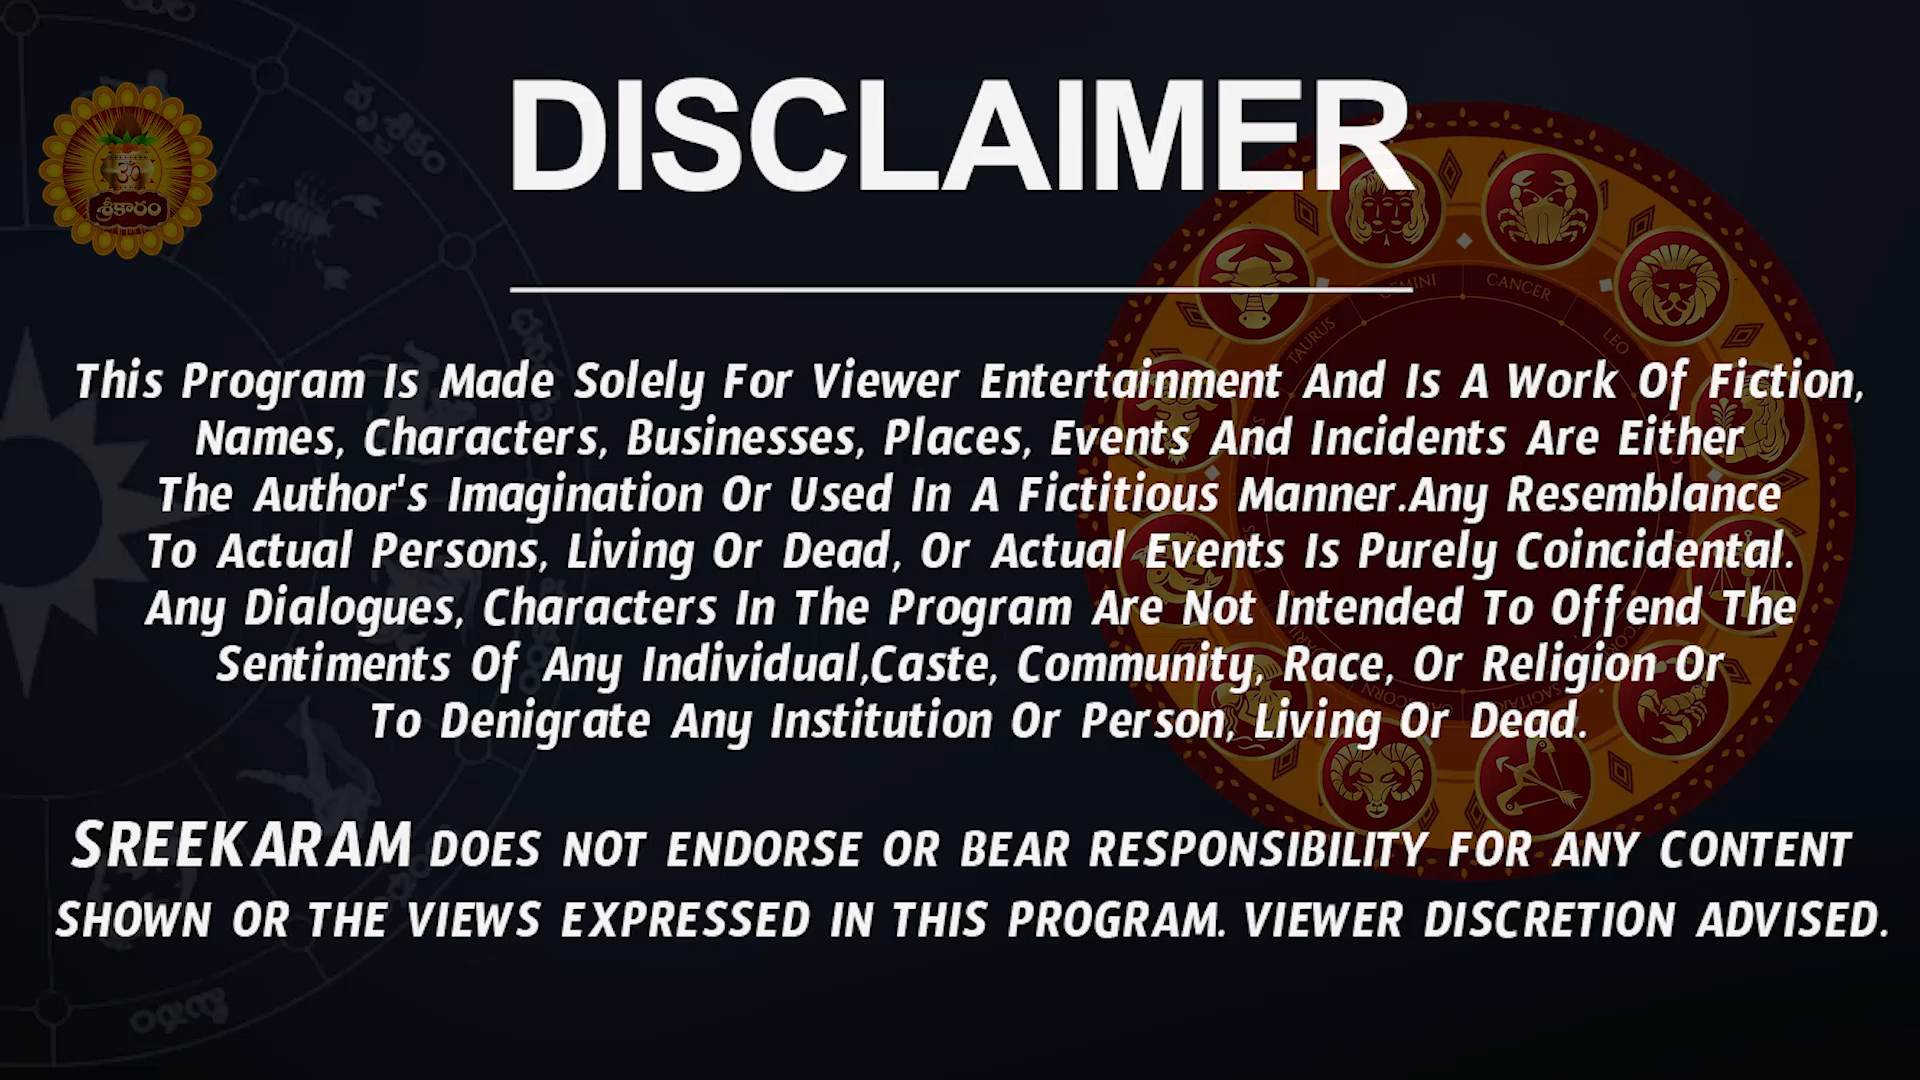 DISCLAIMER
శ్రీకారం
GEMINI
CANCER
TAURUS
LEO
This Program Is Made Solely For Viewer Entertainment And Is A Work Of Fiction,
Names, Characters, Businesses, Places, Events And Incidents Are Either
The Author's Imagination Or Used In A Fictitious Manner.Any Resemblance
To Actual Persons, Living Or Dead, Or Actual Events Is Purely Coincidental.
Any Dialogues, Characters In The Program Are Not Intended To Offend The
Sentiments Of Any Individual,Caste, Community, Race, Or Religion Or
To Denigrate Any Institution Or Person, Living Or Dead.
SREEKARAM DOES NOT ENDORSE OR BEAR RESPONSIBILITY FOR ANY CONTENT
SHOWN OR THE VIEWS EXPRESSED IN THIS PROGRAM. VIEWER DISCRETION ADVISED.